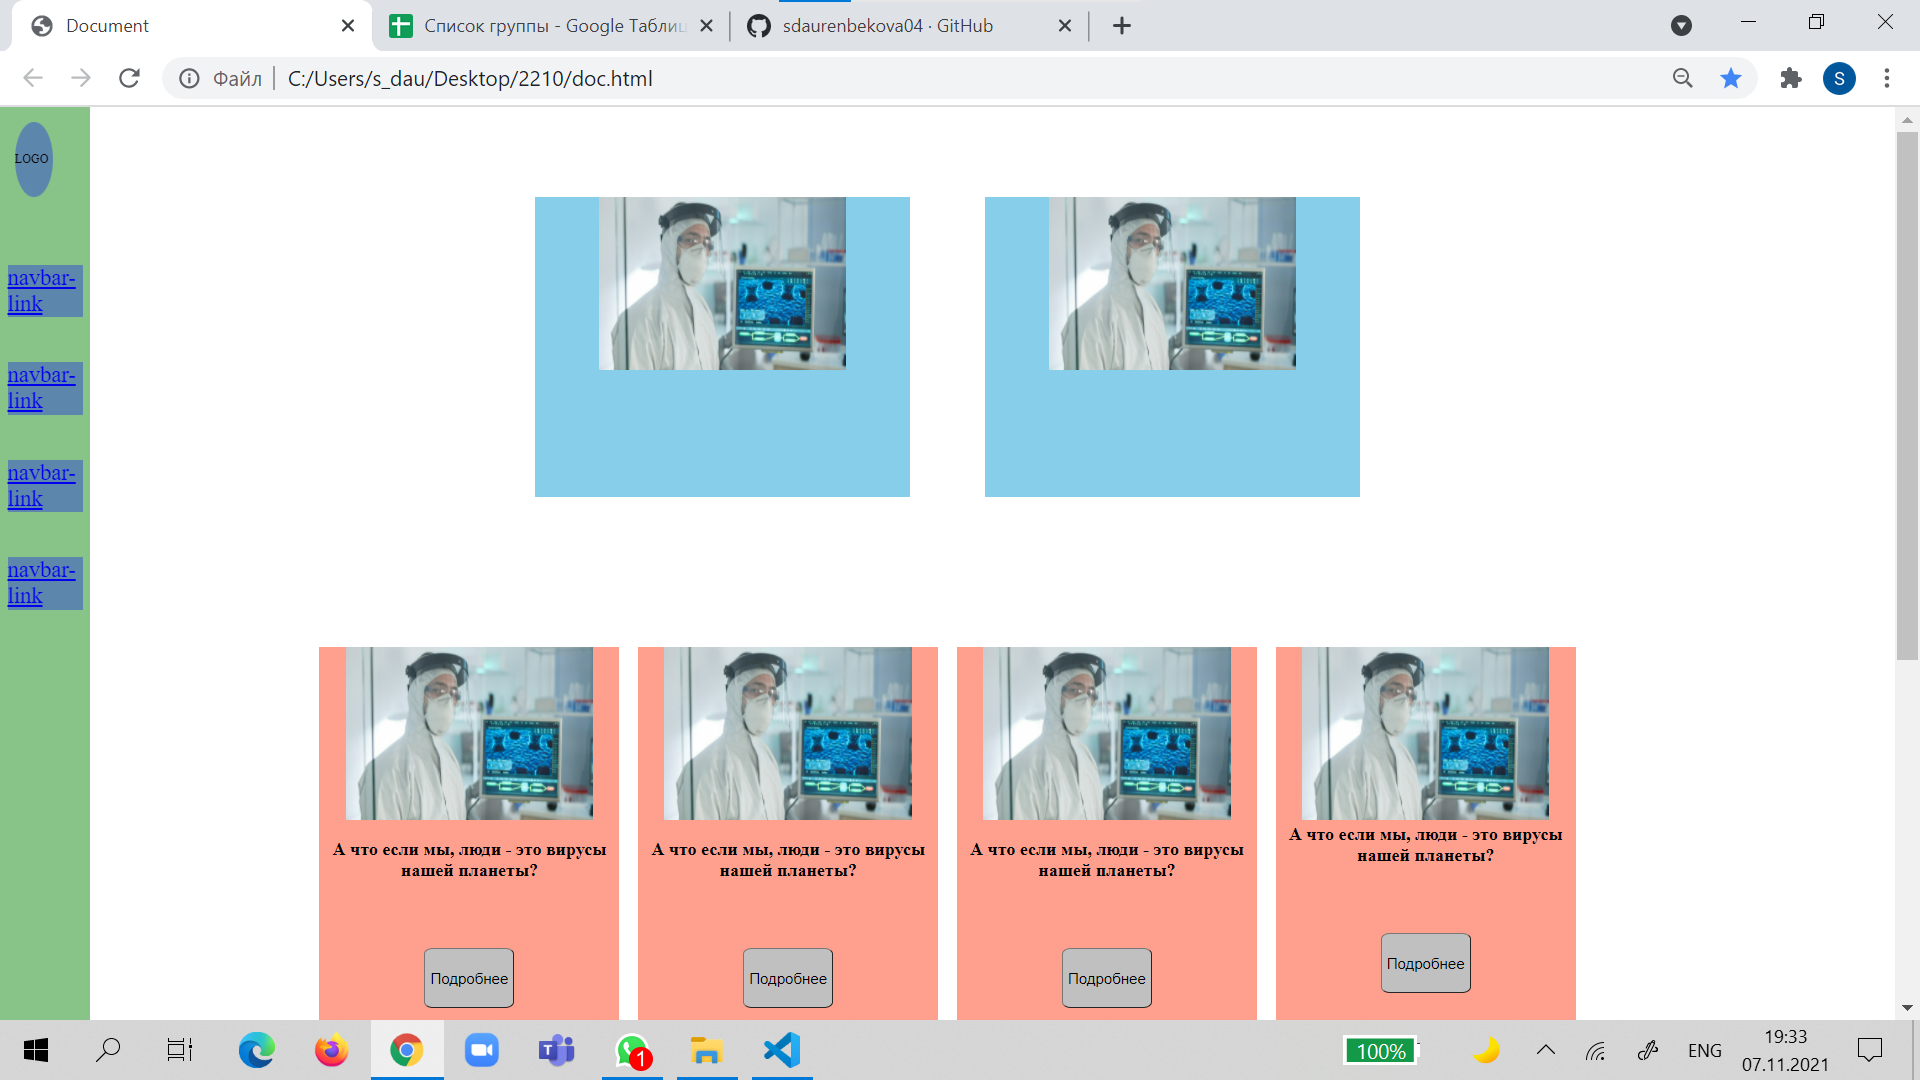 Document
Список группы - Google Таблиц
sdaurenbekova04 · GitHub
Файл
C:/Users/s_dau/Desktop/2210/doc.html
S
LOGO
navbar-
link
navbar-
link
navbar-
link
navbar-
link
А что если мы, люди - это вирусы
нашей планеты?
Подробнее
А что если мы, люди - это вирусы
нашей планеты?
Подробнее
А что если мы, люди - это вирусы
нашей планеты?
Подробнее
А что если мы, люди - это вирусы
нашей планеты?
Подробнее
1
100%
ENG
19:33
07.11.2021